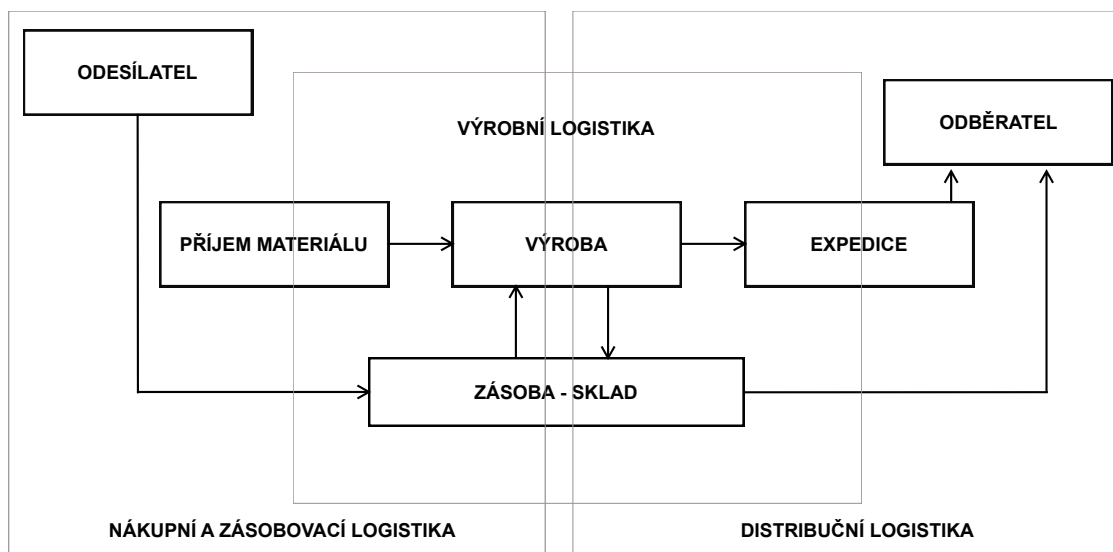 ODESÍLATEL
ODBĚRATEL
VÝROBNÍ LOGISTIKA
PŘÍJEM MATERIÁLU
VÝROBA
EXPEDICE
ZÁSOBA - SKLAD
NÁKUPNÍ A ZÁSOBOVACÍ LOGISTIKA
DISTRIBUČNÍ LOGISTIKA